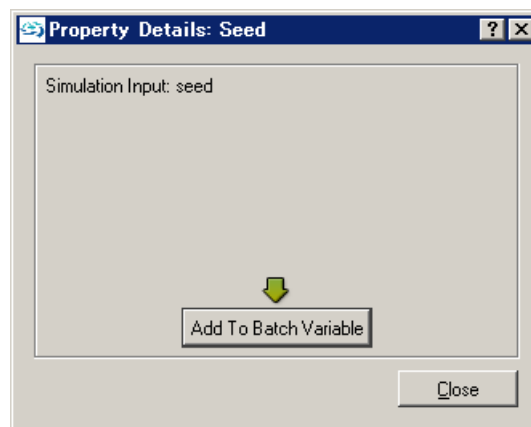 Property Details: Seed
Simulation Input: seed
Add To Batch Variable
Close